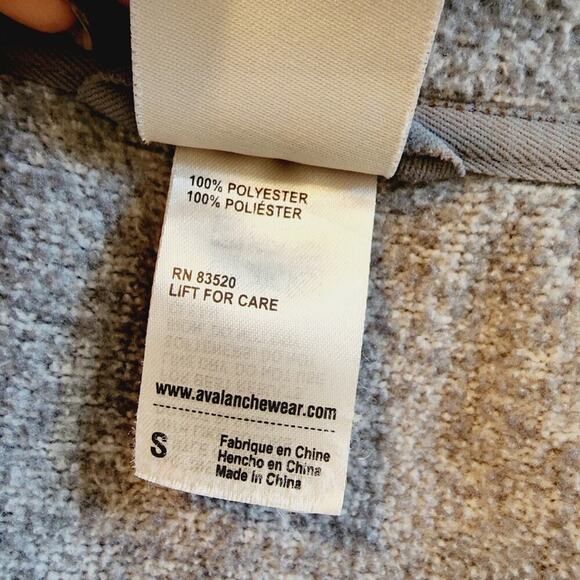 100% POLYESTER
100% POLIÉSTER
RN 83520
LIFT FOR CARE
www.avalanchewear.com
S
Fabrique en Chine
Hencho en China
Made in China